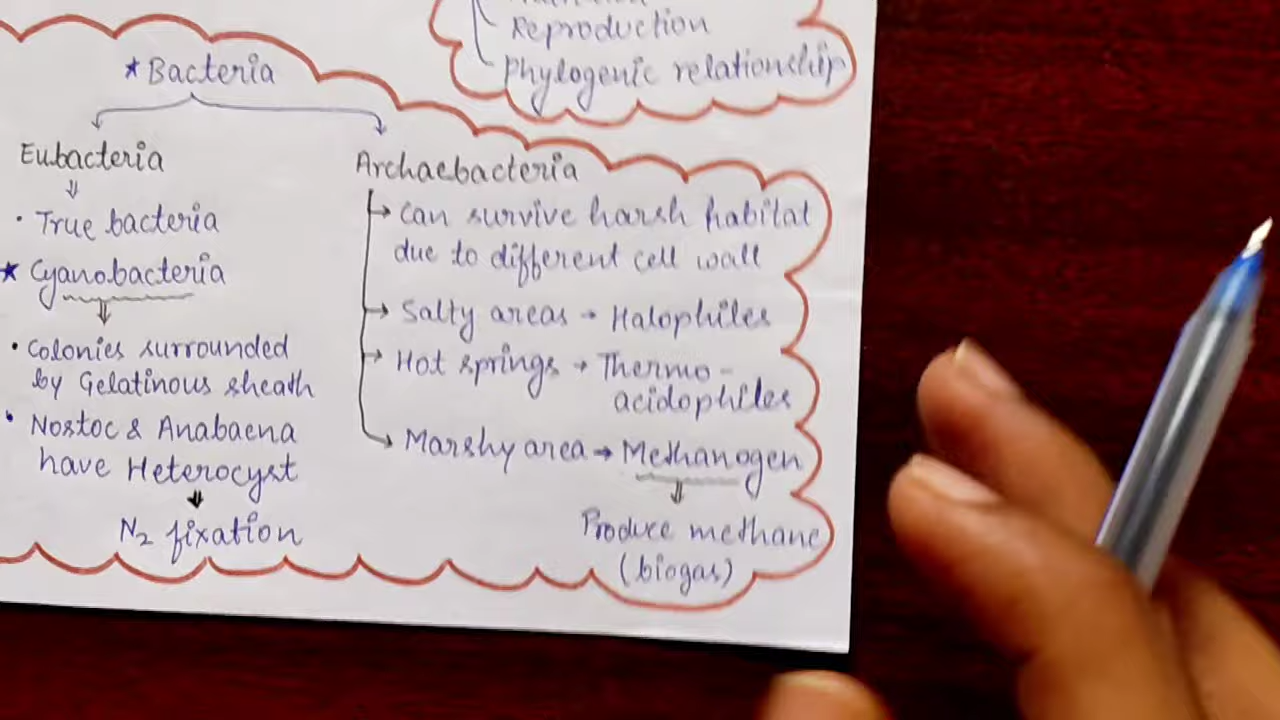 Reproduction
Phylogenic relationship
★ Bacteria
Eubacteria
⇓
• True bacteria
★ Cyanobacteria
⇓
• Colonies surrounded
by Gelatinous sheath
• Nostoc & Anabaena
have Heterocyst
N₂ fixation
Archaebacteria
→ Can survive harsh habitat
due to different cell wall
→ Salty areas → Halophiles
→ Hot springs → Thermo-
acidophiles
→ Marshy area → Methanogen
⇓
Produce methane
(biogas)